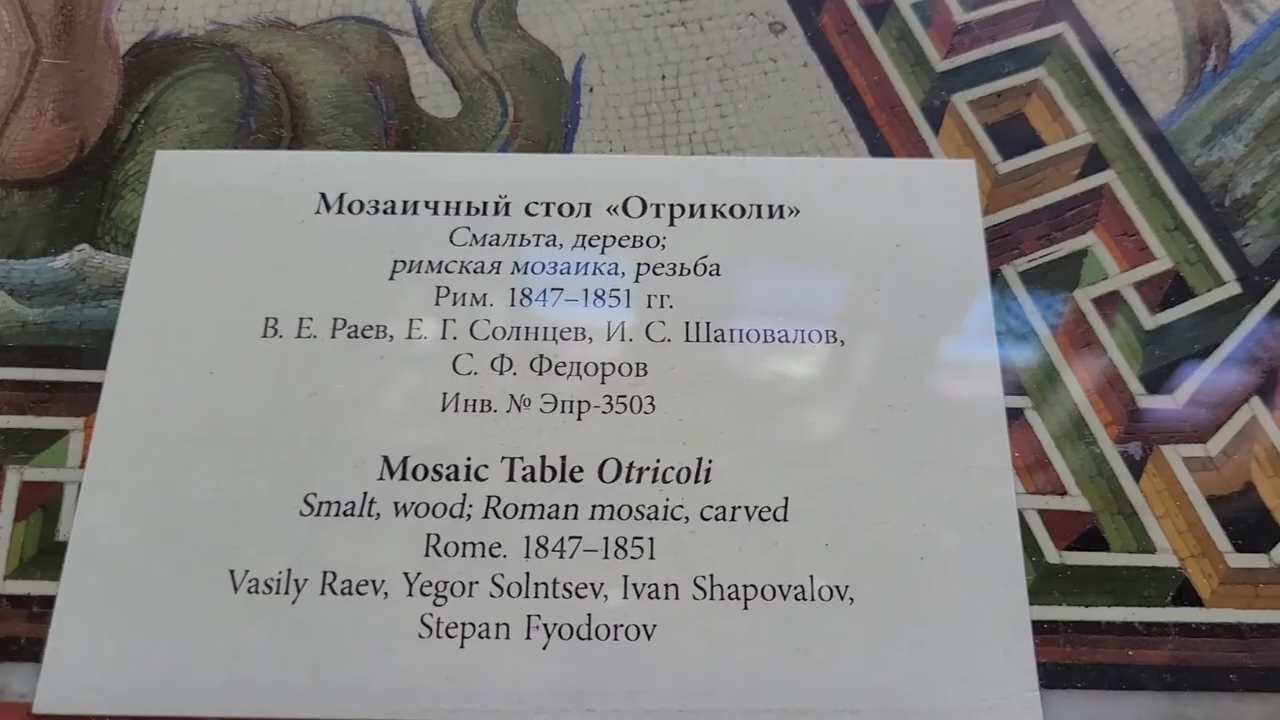 Мозаичный стол «Отриколи»
Смальта, дерево;
римская мозаика, резьба
Рим. 1847–1851 гг.
В. Е. Раев, Е. Г. Солнцев, И. С. Шаповалов,
С. Ф. Федоров
Инв. № Эпр-3503
Mosaic Table Otricoli
Smalt, wood; Roman mosaic, carved
Rome. 1847–1851
Vasily Raev, Yegor Solntsev, Ivan Shapovalov,
Stepan Fyodorov